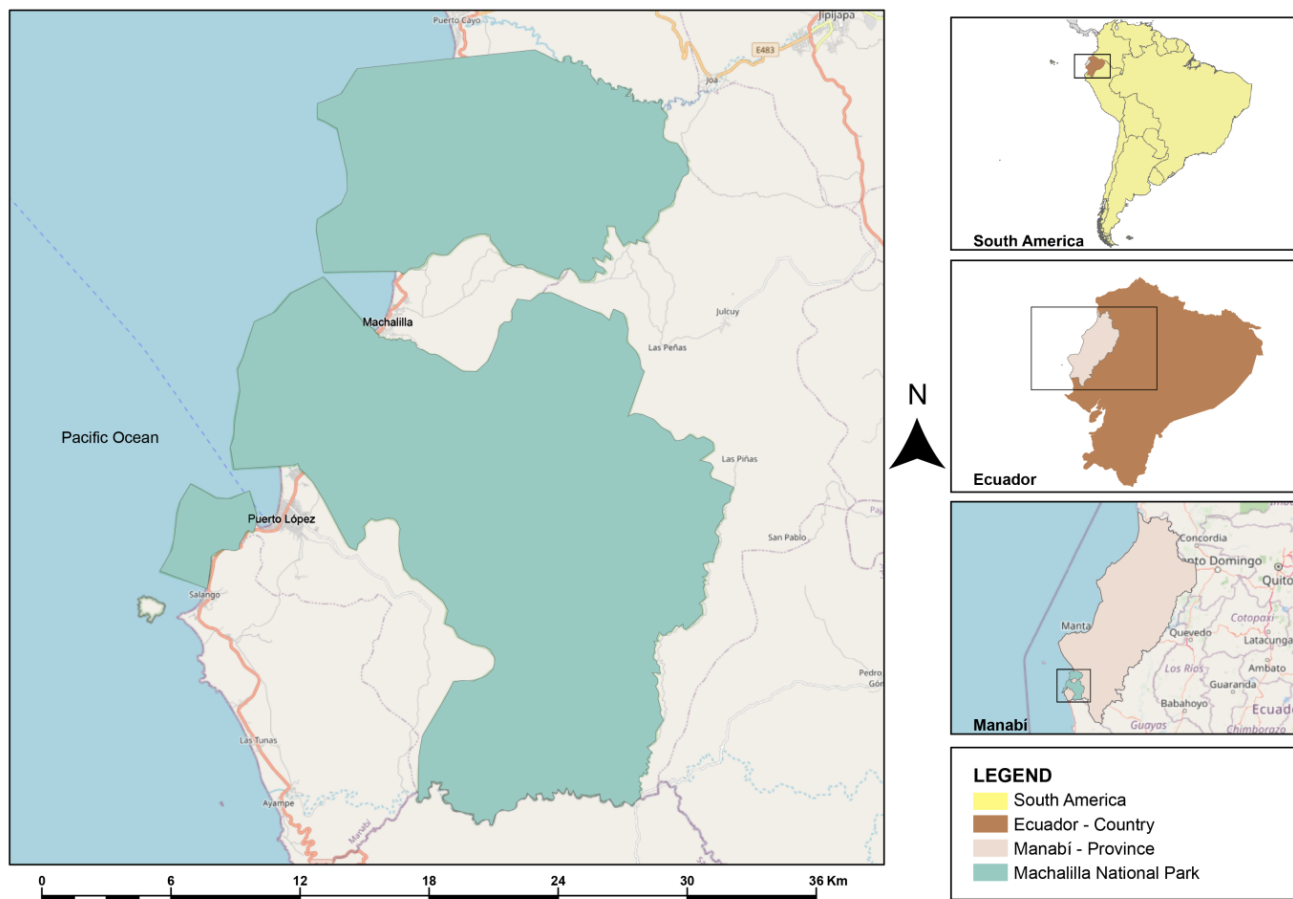 Puerto Cayo
Jipijapa
E483
Joa
Machalilla
Julcuy
Las Peñas
Pacific Ocean
Las Piñas
Puerto López
San Pablo
Salango
Pedro
Las Tunas
Ayampe
Manabí
0 6 12 18 24 30 36 Km
N
South America
Ecuador
Concordia
Domingo
Quito
Manta
Cotopaxi
Quevedo
Latacunga
Los Ríos
Ambato
Guaranda
Babahoyo
Ecuado
Guayas
Chimborazo
Manabí
LEGEND
South America
Ecuador - Country
Manabí - Province
Machalilla National Park